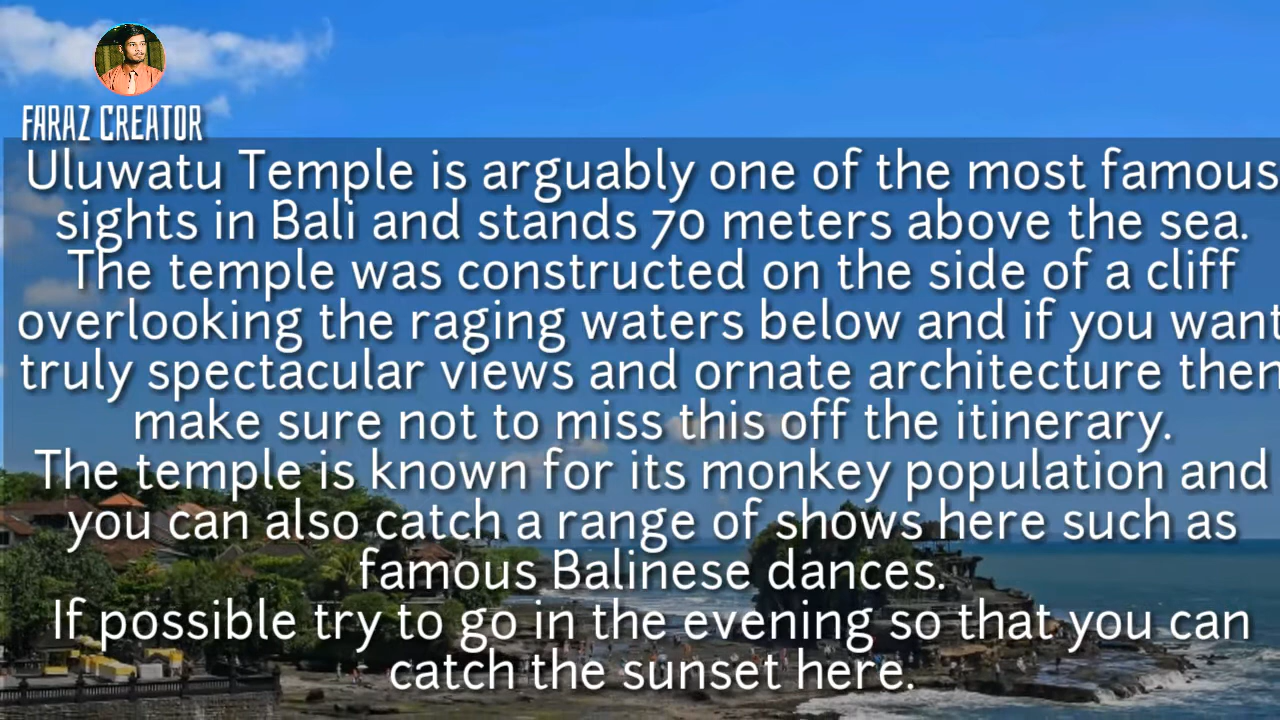 FARAZ CREATOR
Uluwatu Temple is arguably one of the most famous
sights in Bali and stands 70 meters above the sea.
The temple was constructed on the side of a cliff
overlooking the raging waters below and if you want
truly spectacular views and ornate architecture then
make sure not to miss this off the itinerary.
The temple is known for its monkey population and
you can also catch a range of shows here such as
famous Balinese dances.
If possible try to go in the evening so that you can
catch the sunset here.